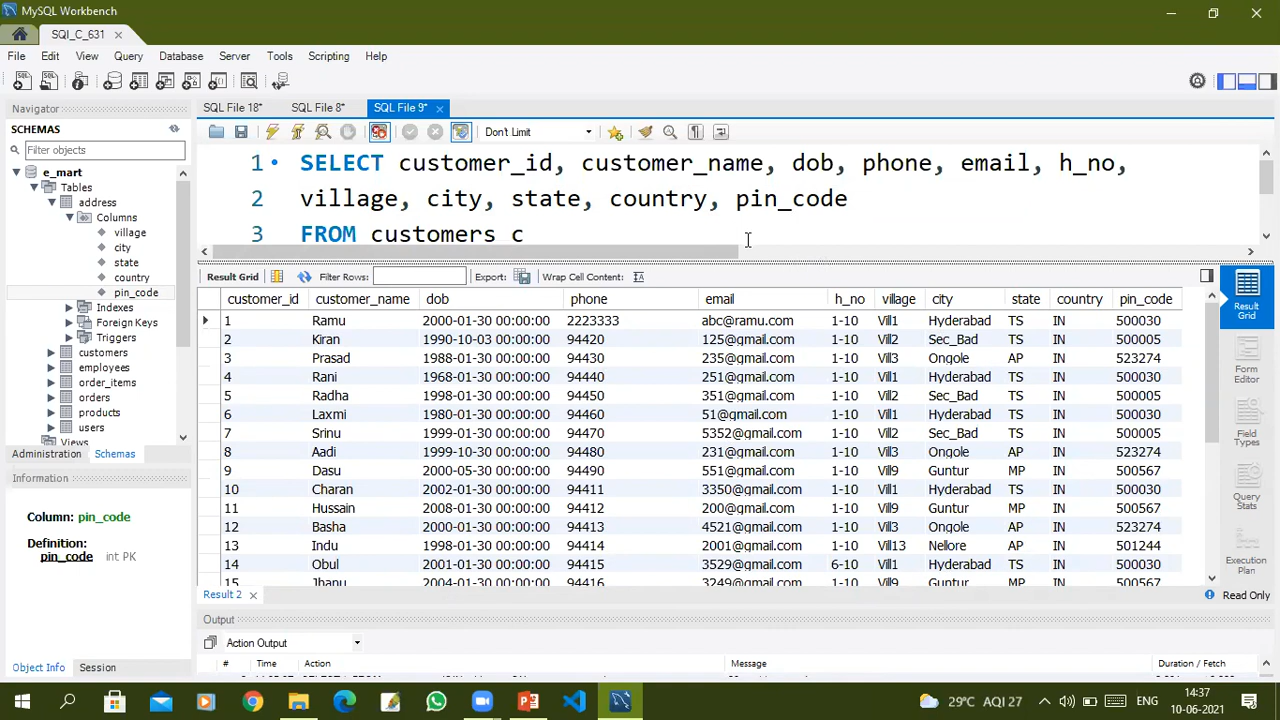 MySQL Workbench
SQl_C_631
File Edit View Query Database Server Tools Scripting Help
Navigator
SCHEMAS
Filter objects
e_mart
Tables
address
Columns
village
city
state
country
pin_code
Indexes
Foreign Keys
Triggers
customers
employees
order_items
orders
products
users
Views
Administration Schemas
Information
Column: pin_code
Definition:
pin_code int PK
Object Info Session
SQL File 18* SQL File 8* SQL File 9*
Don't Limit
1 SELECT customer_id, customer_name, dob, phone, email, h_no,
2 village, city, state, country, pin_code
3 FROM customers c
Result Grid Filter Rows: Export: Wrap Cell Content:
customer_id customer_name dob phone email h_no village city state country pin_code
1 Ramu 2000-01-30 00:00:00 2223333 abc@ramu.com 1-10 Vill1 Hyderabad TS IN 500030
2 Kiran 1990-10-03 00:00:00 94420 125@gmail.com 1-10 Vill2 Sec_Bad TS IN 500005
3 Prasad 1988-01-30 00:00:00 94430 235@gmail.com 1-10 Vill3 Ongole AP IN 523274
4 Rani 1968-01-30 00:00:00 94440 251@gmail.com 1-10 Vill1 Hyderabad TS IN 500030
5 Radha 1998-01-30 00:00:00 94450 351@gmail.com 1-10 Vill2 Sec_Bad TS IN 500005
6 Laxmi 1980-01-30 00:00:00 94460 51@gmail.com 1-10 Vill1 Hyderabad TS IN 500030
7 Srinu 1999-01-30 00:00:00 94470 5352@gmail.com 1-10 Vill2 Sec_Bad TS IN 500005
8 Aadi 1999-10-30 00:00:00 94480 231@gmail.com 1-10 Vill3 Ongole AP IN 523274
9 Dasu 2000-05-30 00:00:00 94490 551@gmail.com 1-10 Vill9 Guntur MP IN 500567
10 Charan 2002-01-30 00:00:00 94411 3350@gmail.com 1-10 Vill1 Hyderabad TS IN 500030
11 Hussain 2008-01-30 00:00:00 94412 200@gmail.com 1-10 Vill9 Guntur MP IN 500567
12 Basha 2000-01-30 00:00:00 94413 4521@gmail.com 1-10 Vill3 Ongole AP IN 523274
13 Indu 1998-01-30 00:00:00 94414 2001@gmail.com 1-10 Vill13 Nellore AP IN 501244
14 Obul 2001-01-30 00:00:00 94415 3529@gmail.com 6-10 Vill1 Hyderabad TS IN 500030
15 Jhanu 2004-01-30 00:00:00 94416 3249@gmail.com 1-10 Vill9 Guntur MP IN 500567
Result Grid
Form Editor
Field Types
Query Stats
Execution Plan
Result 2
Read Only
Output
Action Output
# Time Action Message Duration / Fetch
29°C AQI 27 ENG
14:37
10-06-2021